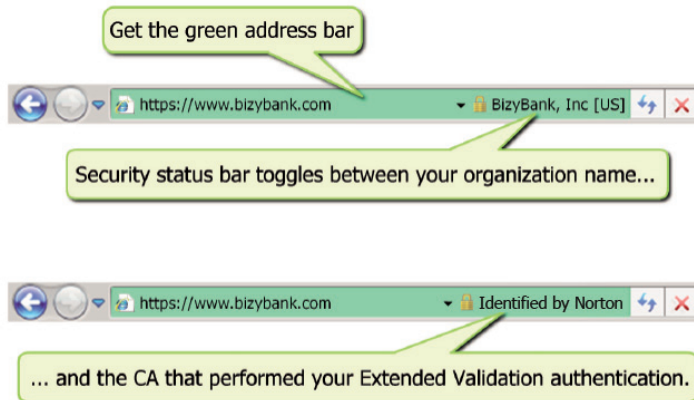 Get the green address bar
https://www.bizybank.com
BizyBank, Inc [US]
Security status bar toggles between your organization name...
https://www.bizybank.com
Identified by Norton
... and the CA that performed your Extended Validation authentication.